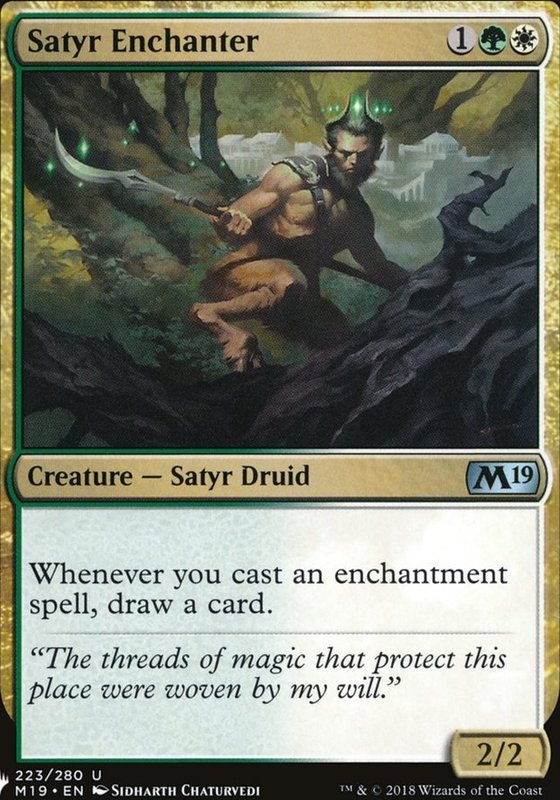 Satyr Enchanter
1
Creature — Satyr Druid
M19
Whenever you cast an enchantment
spell, draw a card.
“The threads of magic that protect this
place were woven by my will.”
2/2
223/280 U
M19 • EN Sidharth Chaturvedi
™ & © 2018 Wizards of the Coast